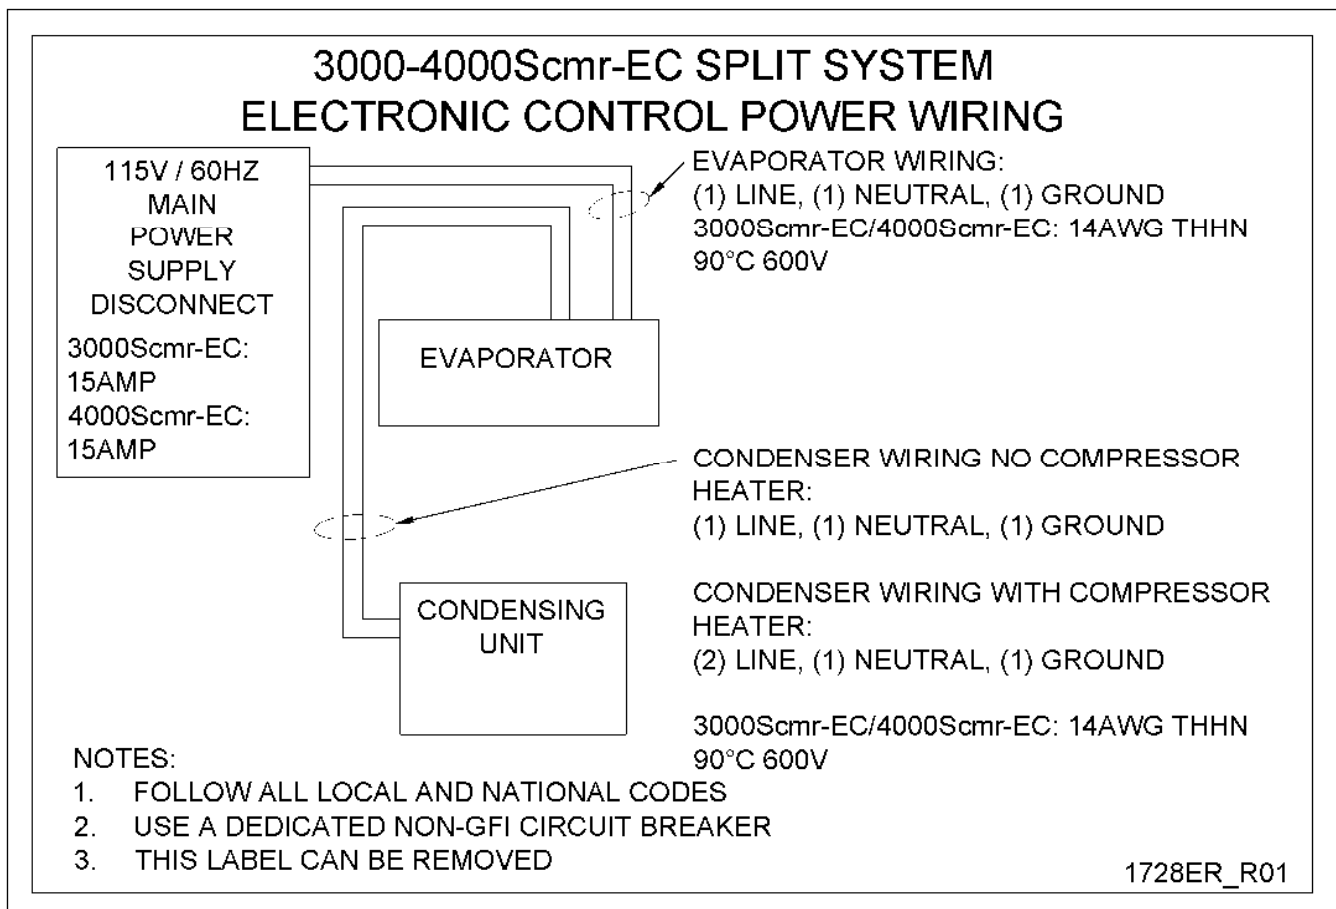 3000-4000Scmr-EC SPLIT SYSTEM
ELECTRONIC CONTROL POWER WIRING
115V / 60HZ
MAIN
POWER
SUPPLY
DISCONNECT
3000Scmr-EC:
15AMP
4000Scmr-EC:
15AMP
EVAPORATOR WIRING:
(1) LINE, (1) NEUTRAL, (1) GROUND
3000Scmr-EC/4000Scmr-EC: 14AWG THHN
90°C 600V
EVAPORATOR
CONDENSER WIRING NO COMPRESSOR
HEATER:
(1) LINE, (1) NEUTRAL, (1) GROUND
CONDENSING
UNIT
CONDENSER WIRING WITH COMPRESSOR
HEATER:
(2) LINE, (1) NEUTRAL, (1) GROUND
3000Scmr-EC/4000Scmr-EC: 14AWG THHN
90°C 600V
NOTES:
1. FOLLOW ALL LOCAL AND NATIONAL CODES
2. USE A DEDICATED NON-GFI CIRCUIT BREAKER
3. THIS LABEL CAN BE REMOVED
1728ER_R01